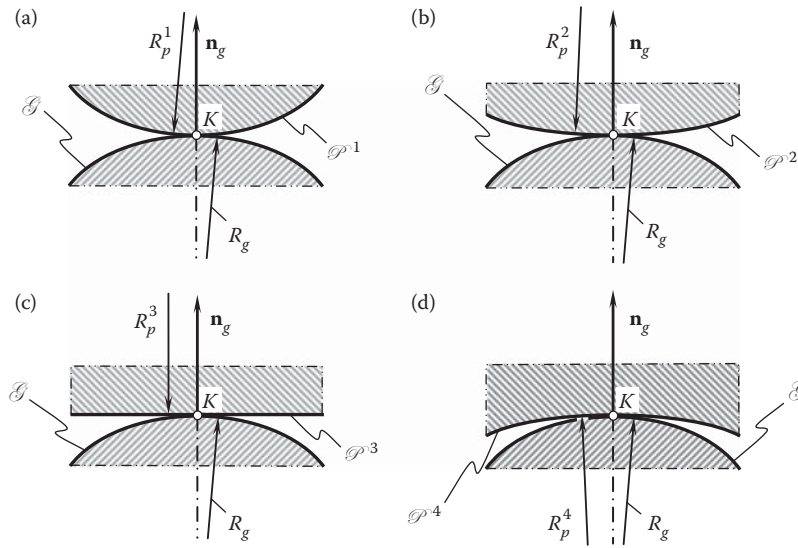 (a)
R_p^1
n_g
K
𝒢
𝒫^1
R_g
(b)
R_p^2
n_g
K
𝒢
𝒫^2
R_g
(c)
R_p^3
n_g
K
𝒢
𝒫^3
R_g
(d)
n_g
K
𝒢
𝒫^4
R_p^4
R_g